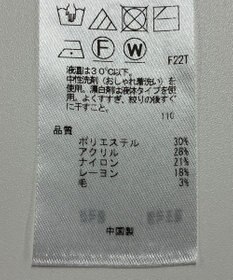 F22T
液温は30℃以下。
中性洗剤(おしゃれ着洗い)を
使用。漂白剤は液体タイプを使
用。よくすすぎ、絞りの後すぐ
に干すこと。
110
品質
ポリエステル 30%
アクリル 28%
ナイロン 21%
レーヨン 18%
毛 3%
中国製